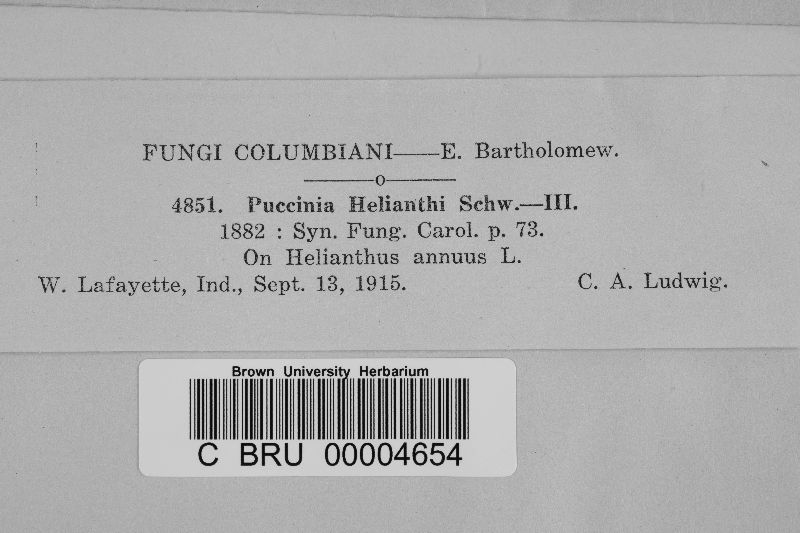 FUNGI COLUMBIANI——E. Bartholomew.
———o———
4851. Puccinia Helianthi Schw.—III.
1882 : Syn. Fung. Carol. p. 73.
On Helianthus annuus L.
W. Lafayette, Ind., Sept. 13, 1915. C. A. Ludwig.
Brown University Herbarium
C BRU 00004654